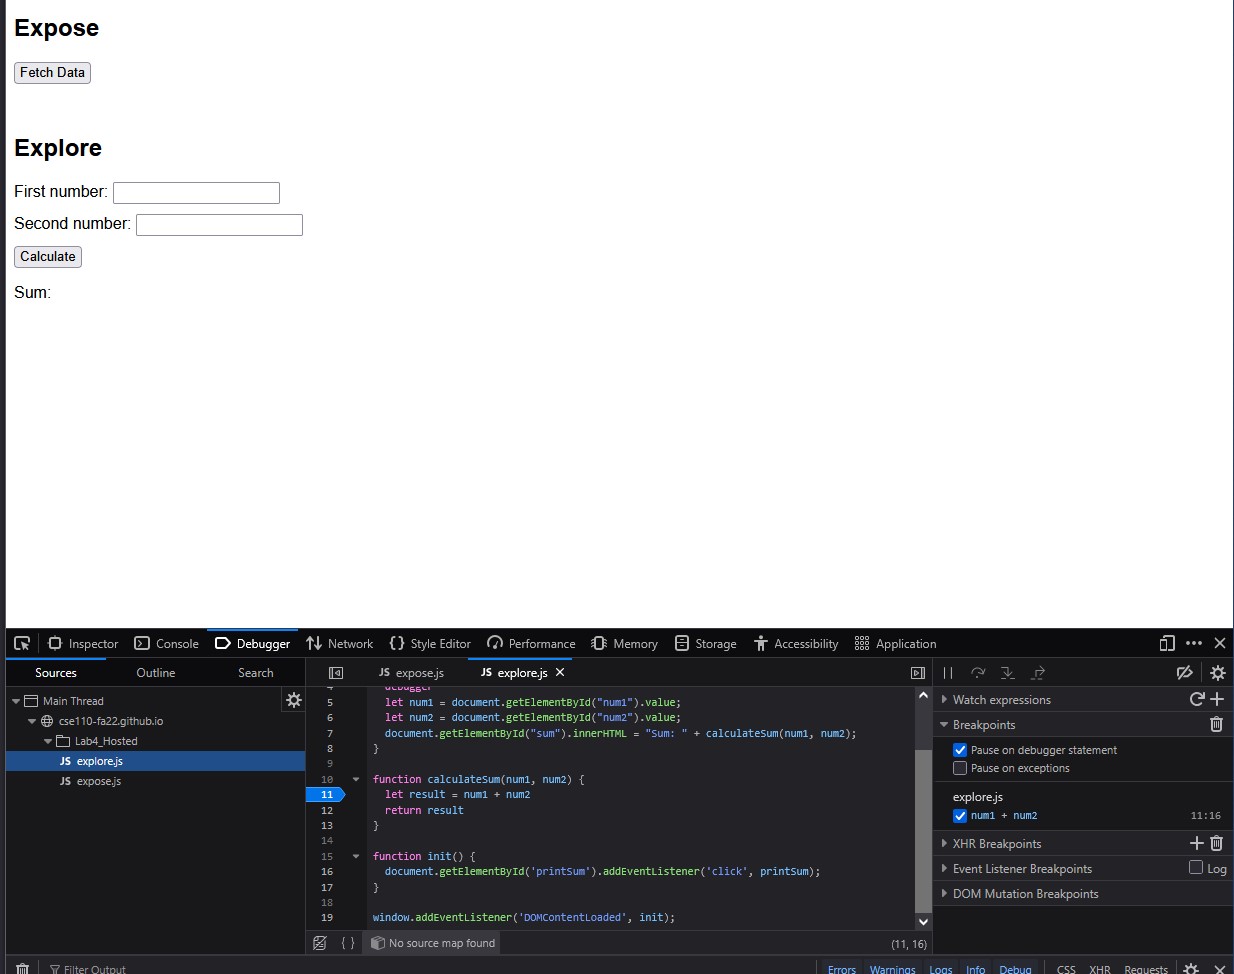 Expose
Fetch Data
Explore
First number:
Second number:
Calculate
Sum:
Inspector Console Debugger Network Style Editor Performance Memory Storage Accessibility Application
Sources Outline Search
JS expose.js JS explore.js
Main Thread
cse110-fa22.github.io
Lab4_Hosted
JS explore.js
JS expose.js
4 debugger
5 let num1 = document.getElementById("num1").value;
6 let num2 = document.getElementById("num2").value;
7 document.getElementById("sum").innerHTML = "Sum: " + calculateSum(num1, num2);
8 }
9
10 function calculateSum(num1, num2) {
11 let result = num1 + num2
12 return result
13 }
14
15 function init() {
16 document.getElementById('printSum').addEventListener('click', printSum);
17 }
18
19 window.addEventListener('DOMContentLoaded', init);
{ } No source map found (11, 16)
Watch expressions
Breakpoints
Pause on debugger statement
Pause on exceptions
explore.js
num1 + num2 11:16
XHR Breakpoints
Event Listener Breakpoints Log
DOM Mutation Breakpoints
Filter Output Errors Warnings Logs Info Debug CSS XHR Requests